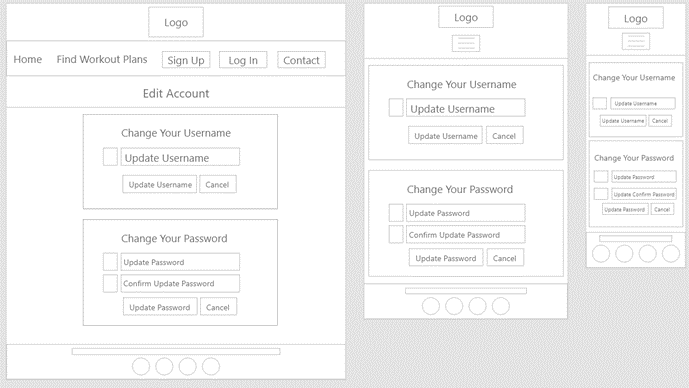 Logo
Home Find Workout Plans Sign Up Log In Contact
Edit Account
Change Your Username
Update Username
Update Username Cancel
Change Your Password
Update Password
Confirm Update Password
Update Password Cancel
Logo
Change Your Username
Update Username
Update Username Cancel
Change Your Password
Update Password
Confirm Update Password
Update Password Cancel
Logo
Change Your Username
Update Username
Update Username Cancel
Change Your Password
Update Password
Update Confirm Password
Update Password Cancel